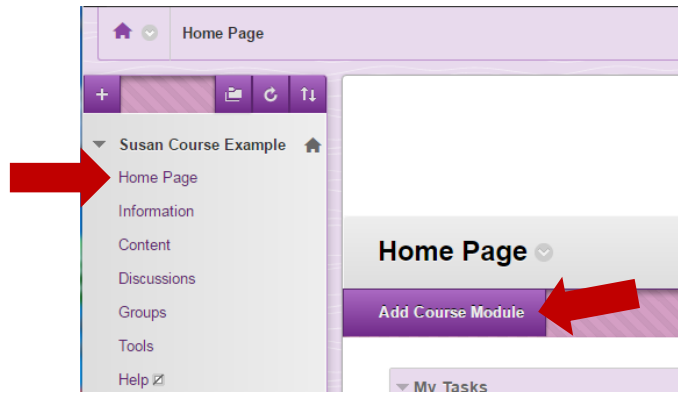 Home Page
Susan Course Example
Home Page
Information
Content
Discussions
Groups
Tools
Help
Home Page
Add Course Module
My Tasks